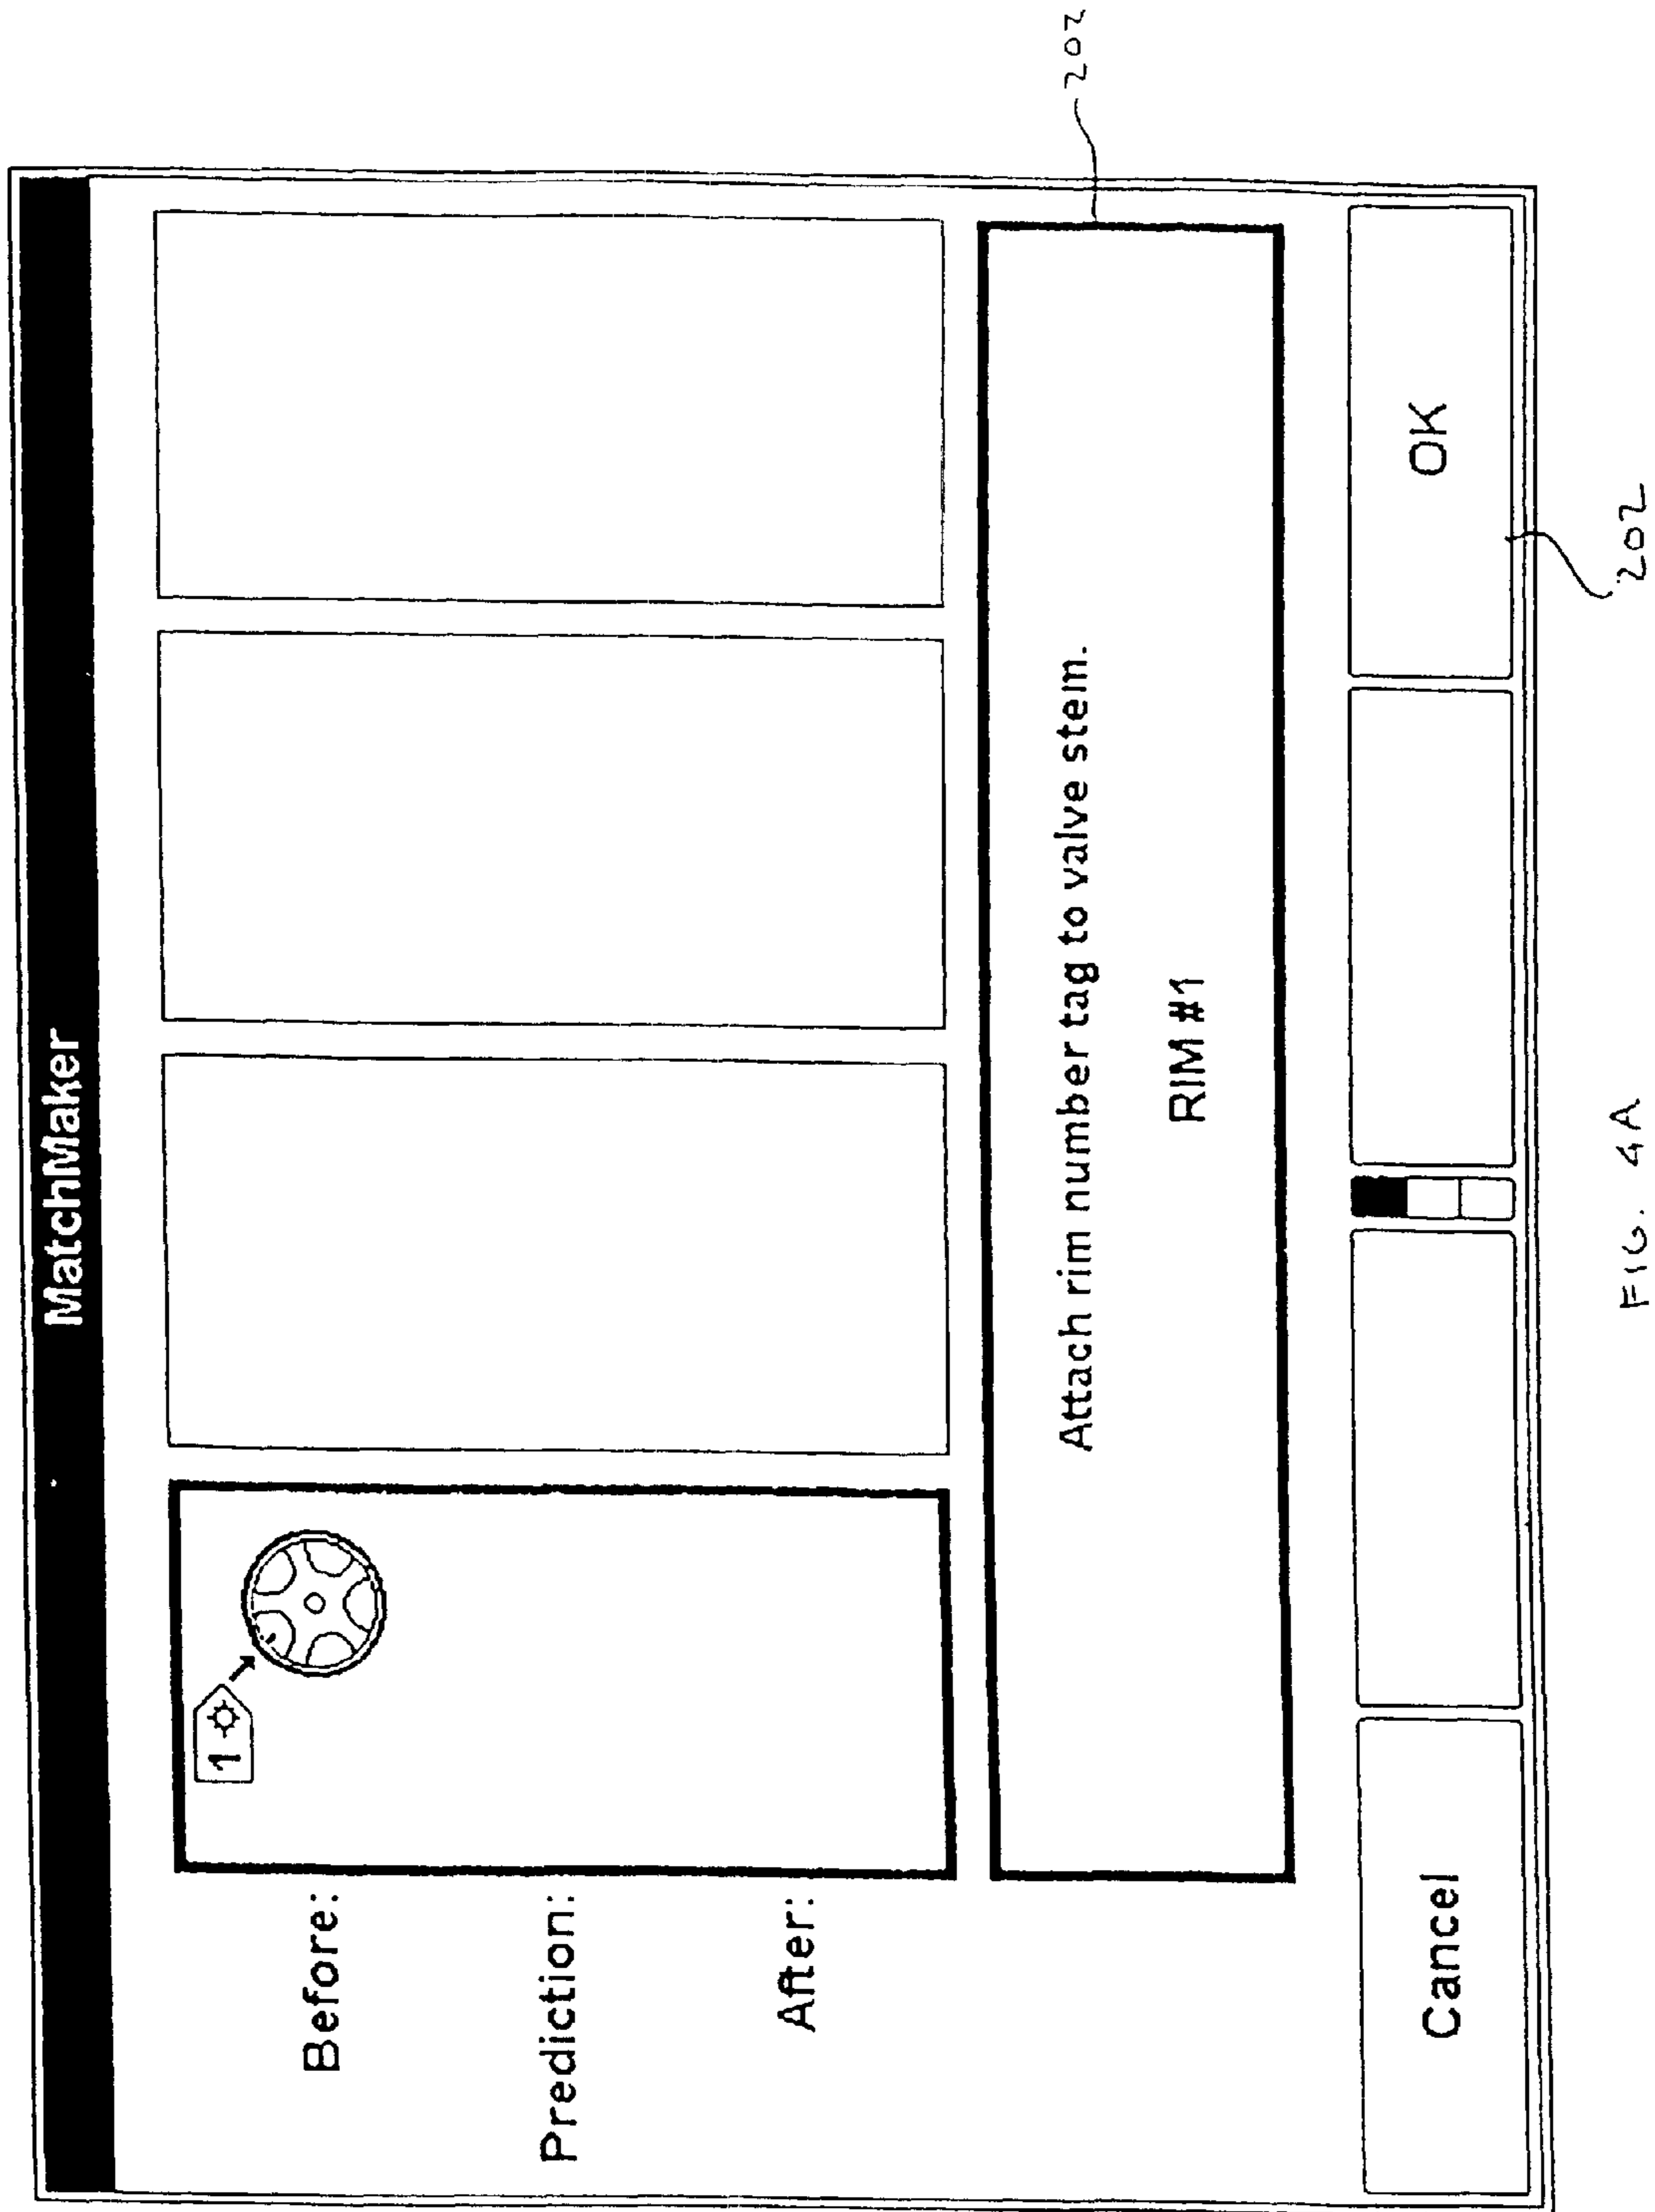 MatchMaker
1
Before:
Prediction:
After:
202
Attach rim number tag to valve stem.
RIM #1
Cancel
OK
202
FIG. 4A